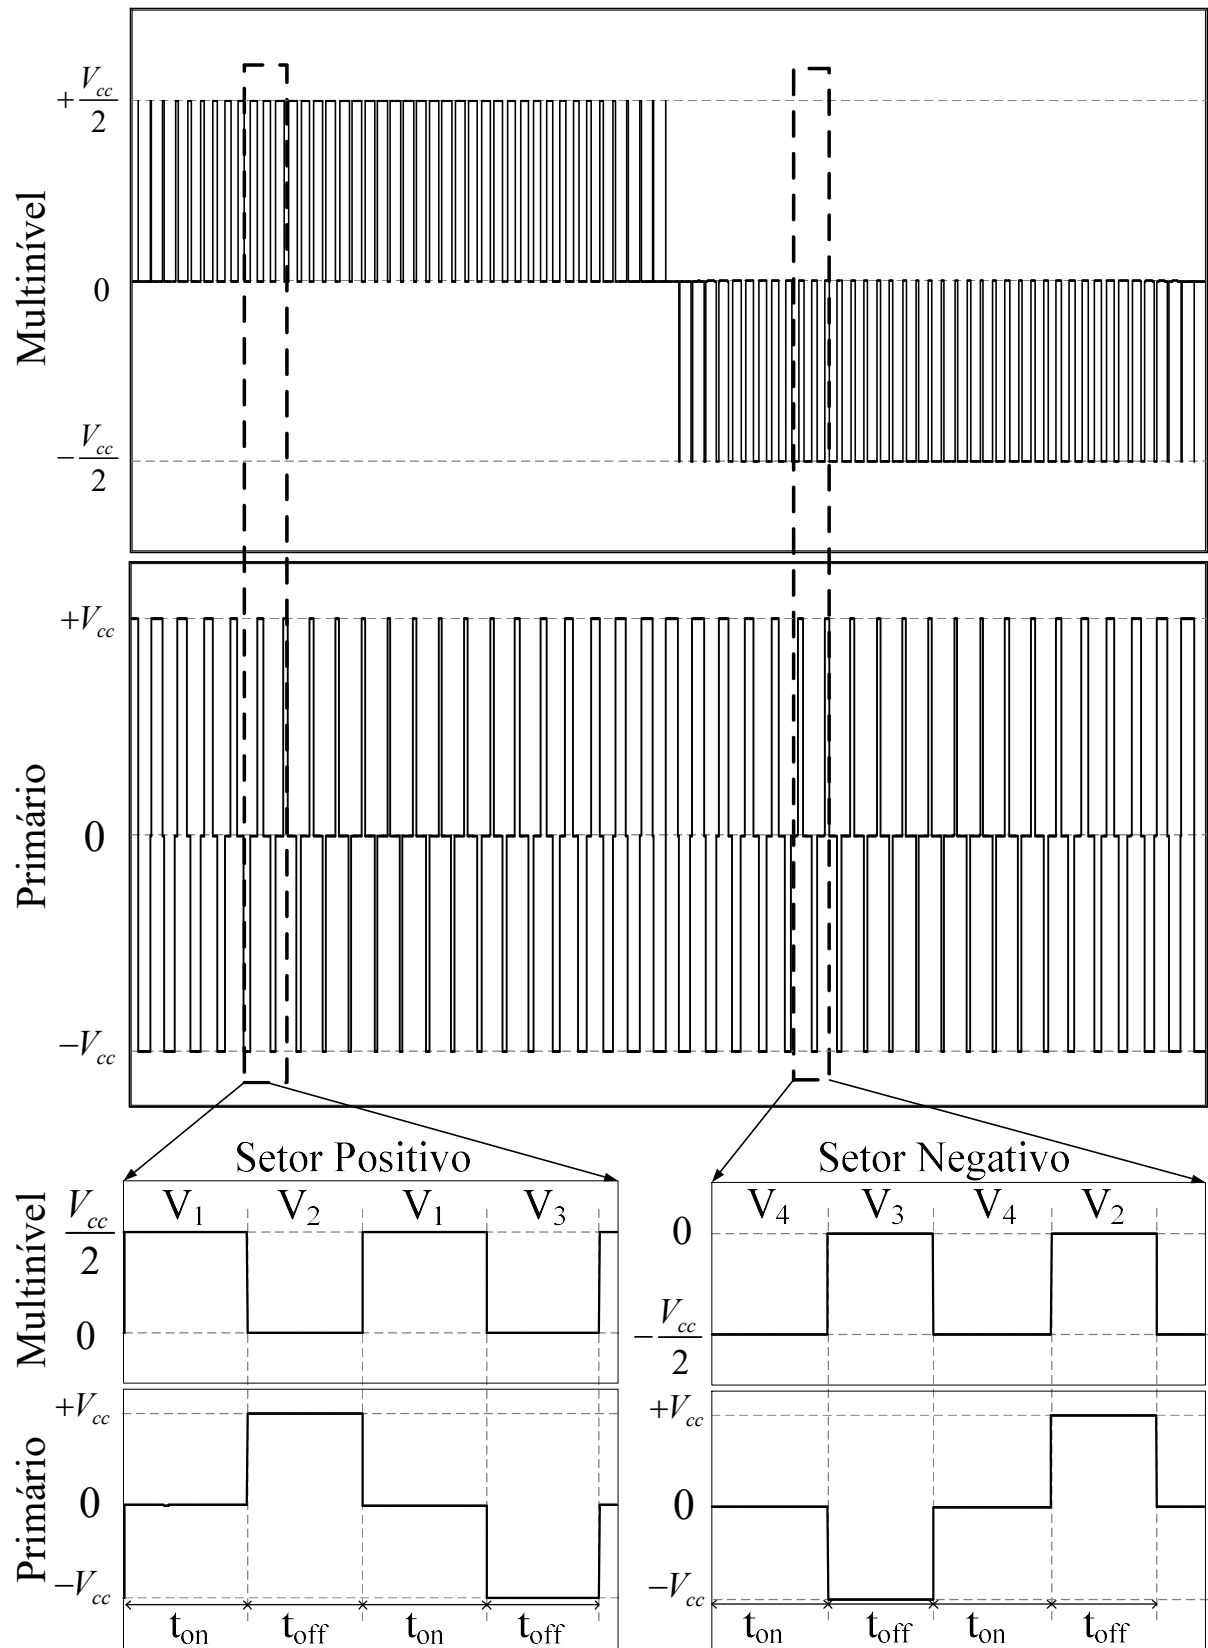 Multinível
+Vcc/2
0
−Vcc/2
Primário
+Vcc
0
−Vcc
Setor Positivo
Multinível
Vcc/2
0
V1 V2 V1 V3
Primário
+Vcc
0
−Vcc
ton toff ton toff
Setor Negativo
0
−Vcc/2
V4 V3 V4 V2
+Vcc
0
−Vcc
ton toff ton toff